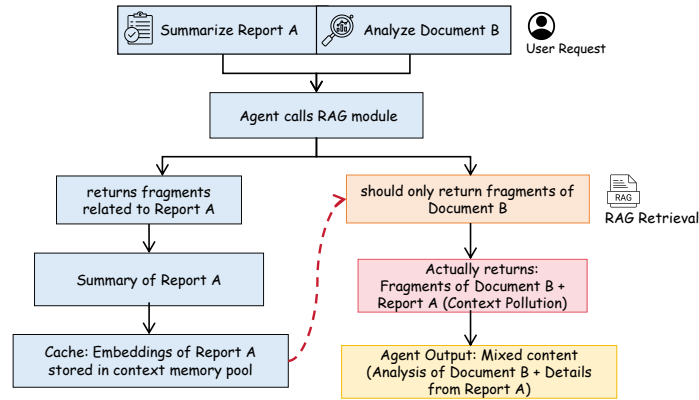 Summarize Report A
Analyze Document B
User Request
Agent calls RAG module
returns fragments
related to Report A
should only return fragments of
Document B
RAG
RAG Retrieval
Summary of Report A
Actually returns:
Fragments of Document B +
Report A (Context Pollution)
Cache: Embeddings of Report A
stored in context memory pool
Agent Output: Mixed content
(Analysis of Document B + Details
from Report A)